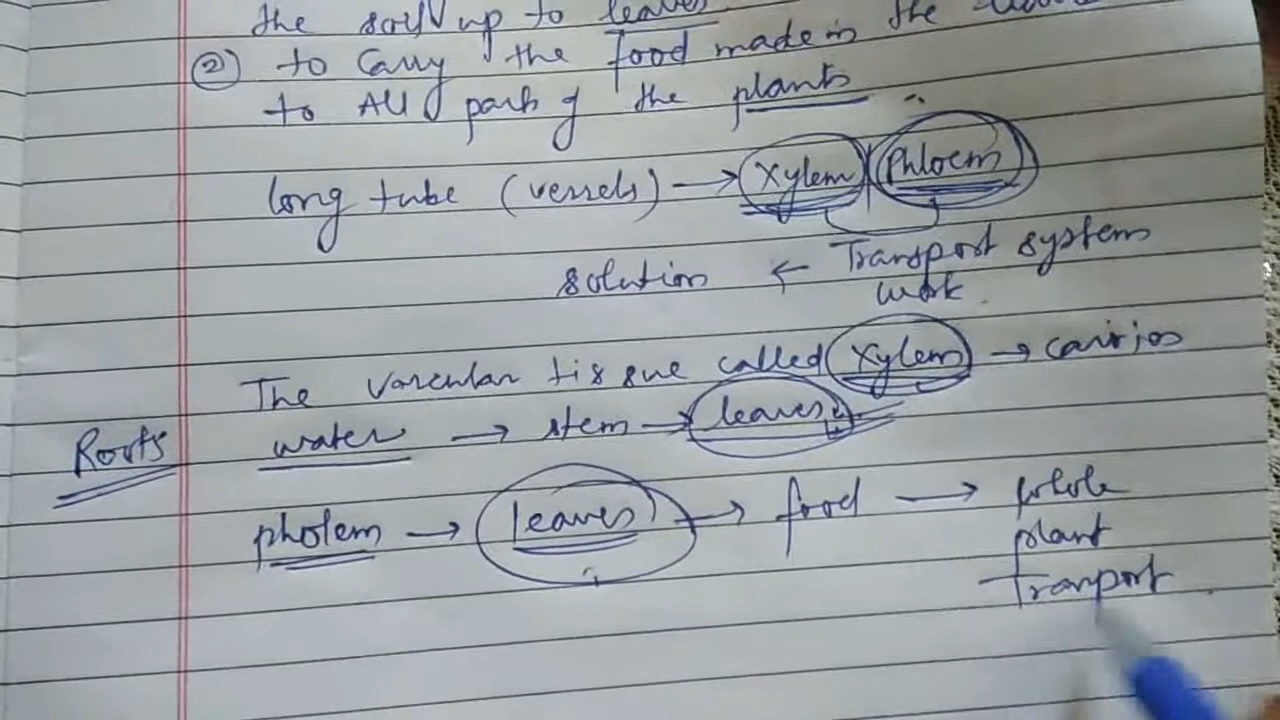 the soil up to leaves
② to carry the food made in the
to All parts of the plants
long tube (vessels) → Xylem Phloem
solution ← Transport system
work.
The vascular tissue called Xylem → carries
Roots water → stem → leaves
pholem → leaves → food → whole
plant
Tranport